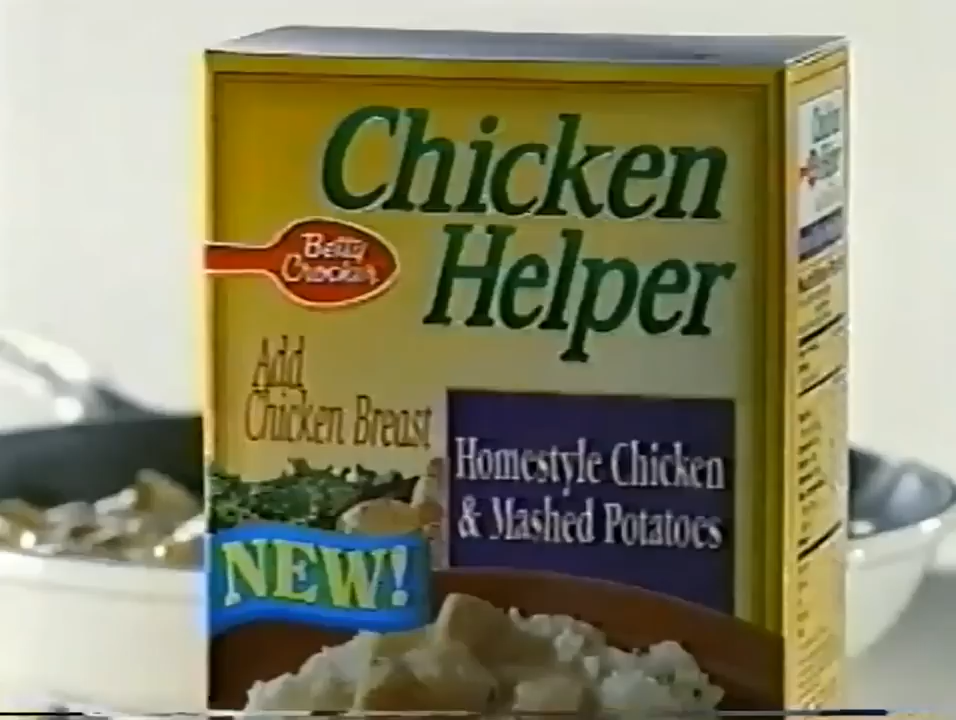 Chicken
Helper
Betty
Crocker
Add
Chicken Breast
Homestyle Chicken
& Mashed Potatoes
NEW!